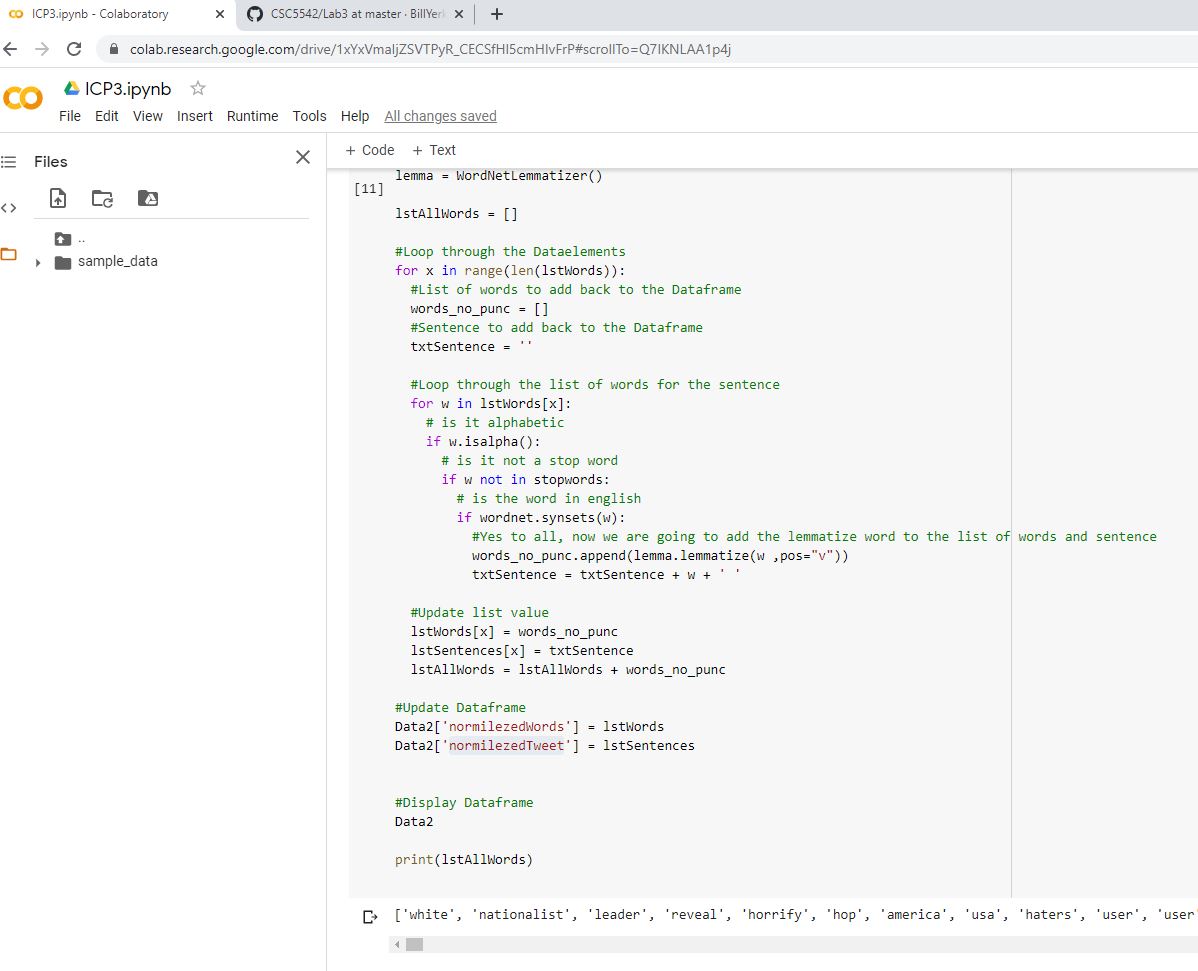 ICP3.ipynb - Colaboratory
CSC5542/Lab3 at master · BillYer
colab.research.google.com/drive/1xYxVmaljZSVTPyR_CECSfHI5cmHIvFrP#scrollTo=Q7IKNLAA1p4j
ICP3.ipynb
File Edit View Insert Runtime Tools Help All changes saved
Files
+ Code + Text
..
sample_data
lemma = WordNetLemmatizer()
[11]
lstAllWords = []
#Loop through the Dataelements
for x in range(len(lstWords)):
  #List of words to add back to the Dataframe
  words_no_punc = []
  #Sentence to add back to the Dataframe
  txtSentence = ''
  #Loop through the list of words for the sentence
  for w in lstWords[x]:
    # is it alphabetic
    if w.isalpha():
      # is it not a stop word
      if w not in stopwords:
        # is the word in english
        if wordnet.synsets(w):
          #Yes to all, now we are going to add the lemmatize word to the list of words and sentence
          words_no_punc.append(lemma.lemmatize(w ,pos="v"))
          txtSentence = txtSentence + w + ' '
  #Update list value
  lstWords[x] = words_no_punc
  lstSentences[x] = txtSentence
  lstAllWords = lstAllWords + words_no_punc
#Update Dataframe
Data2['normilezedWords'] = lstWords
Data2['normilezedTweet'] = lstSentences
#Display Dataframe
Data2
print(lstAllWords)
['white', 'nationalist', 'leader', 'reveal', 'horrify', 'hop', 'america', 'usa', 'haters', 'user', 'user'